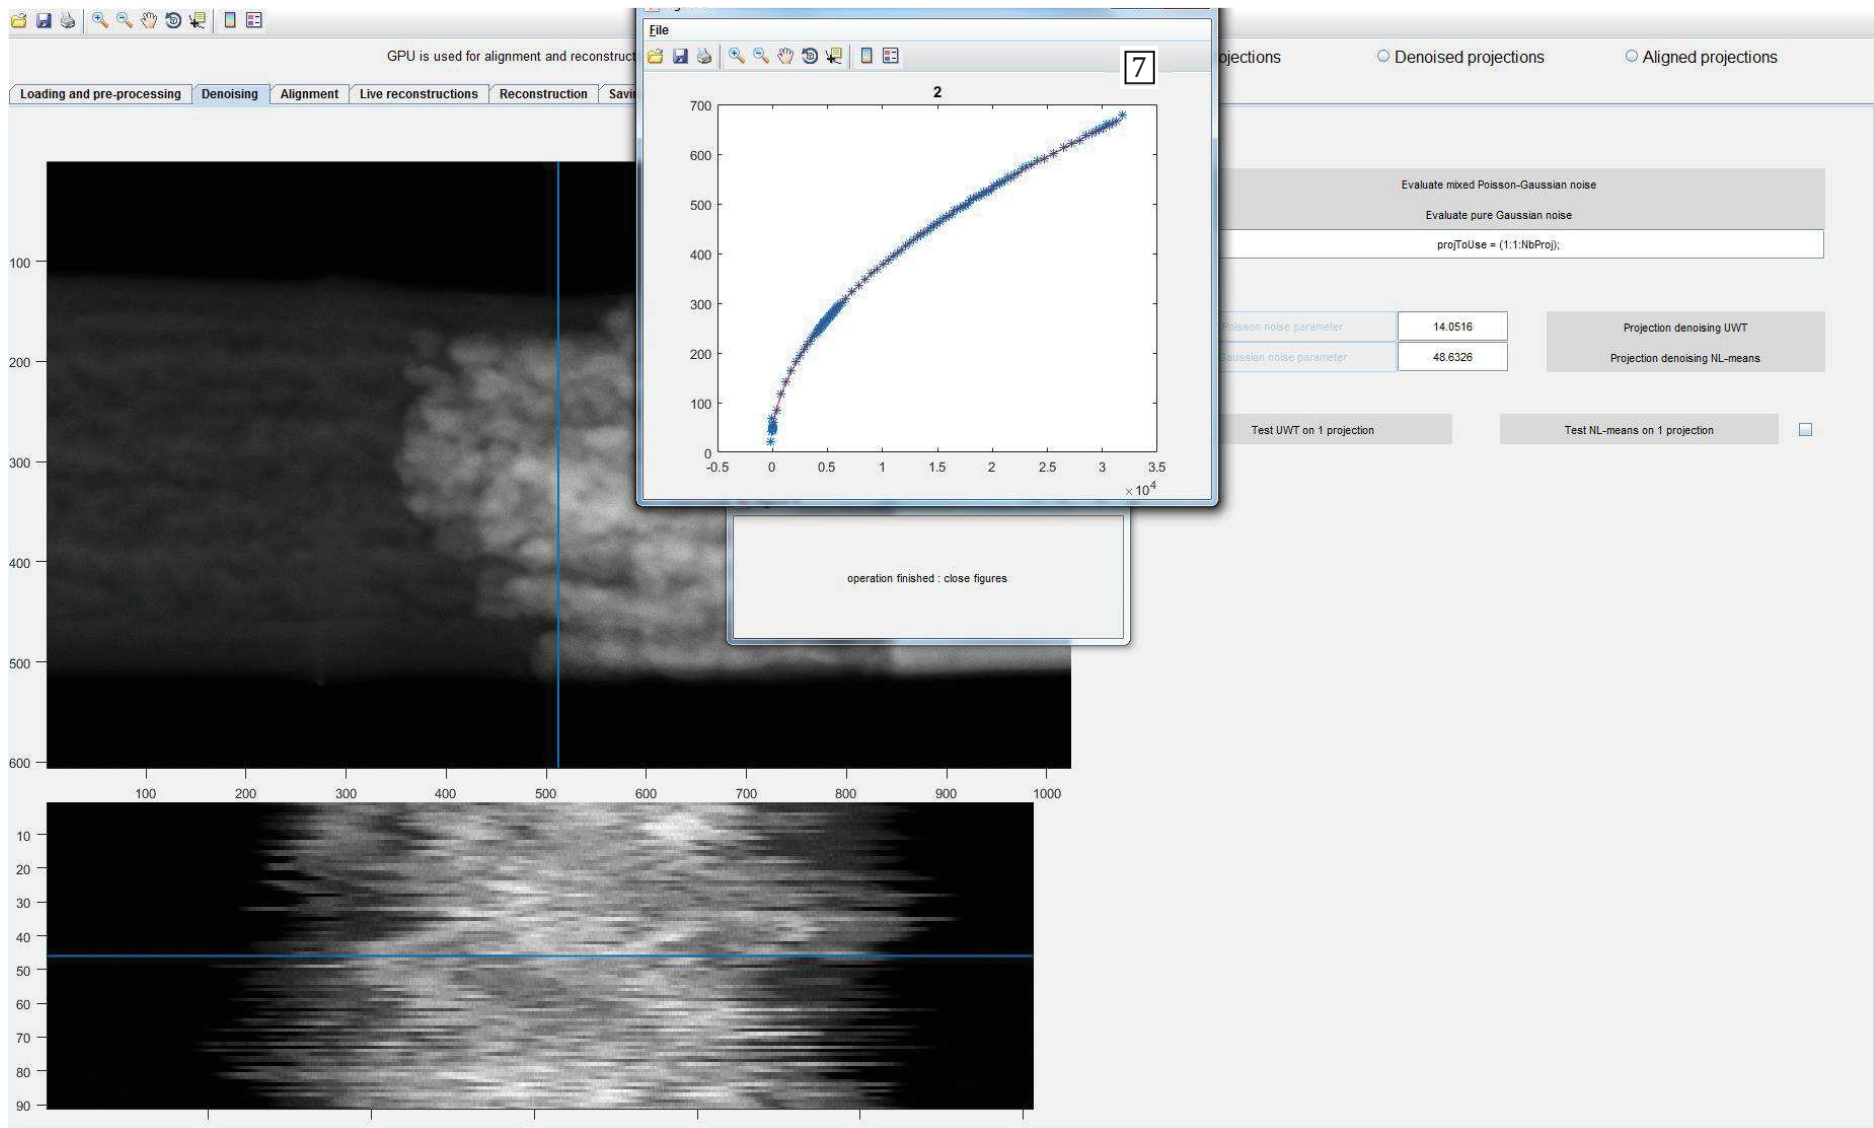 File
GPU is used for alignment and reconstruct
7
ojections
Denoised projections
Aligned projections
Loading and pre-processing
Denoising
Alignment
Live reconstructions
Reconstruction
Savi
2
700
600
500
400
300
200
100
0
-0.5
0
0.5
1
1.5
2
2.5
3
3.5
×10⁴
Evaluate mixed Poisson-Gaussian noise
Evaluate pure Gaussian noise
projToUse = (1:1:NbProj);
Poisson noise parameter
14.0516
Projection denoising UWT
Gaussian noise parameter
48.6326
Projection denoising NL-means
Test UWT on 1 projection
Test NL-means on 1 projection
operation finished : close figures
100
200
300
400
500
600
100
200
300
400
500
600
700
800
900
1000
10
20
30
40
50
60
70
80
90